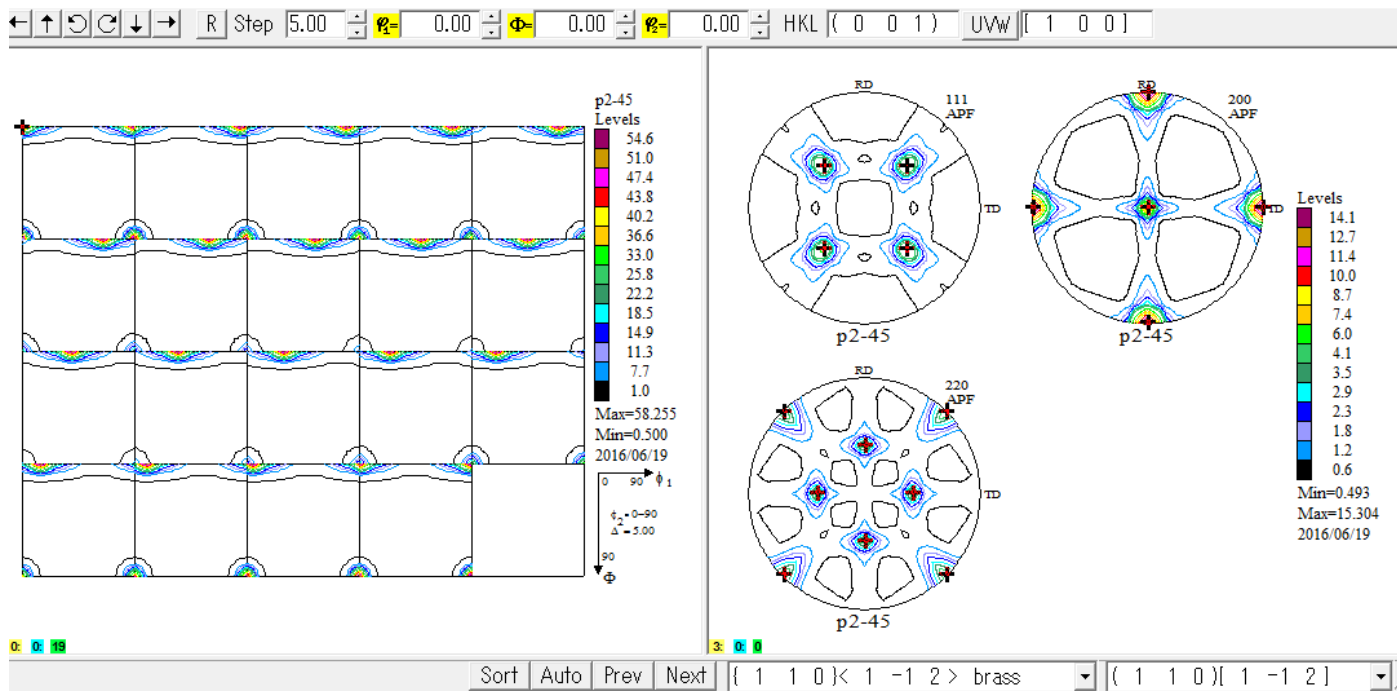 R Step 5.00 φ1= 0.00 Φ= 0.00 φ2= 0.00 HKL ( 0 0 1 ) UVW [ 1 0 0 ]
p2-45
Levels
54.6
51.0
47.4
43.8
40.2
36.6
33.0
25.8
22.2
18.5
14.9
11.3
7.7
1.0
Max=58.255
Min=0.500
2016/06/19
0 90 ϕ1
ϕ2=0-90
Δ=5.00
90
Φ
0: 0: 19
RD
111
APF
TD
p2-45
RD
200
APF
TD
p2-45
RD
220
APF
TD
p2-45
Levels
14.1
12.7
11.4
10.0
8.7
7.4
6.0
4.1
3.5
2.9
2.3
1.8
1.2
0.6
Min=0.493
Max=15.304
2016/06/19
3: 0: 0
Sort Auto Prev Next { 1 1 0 }< 1 -1 2 > brass ( 1 1 0 )[ 1 -1 2 ]